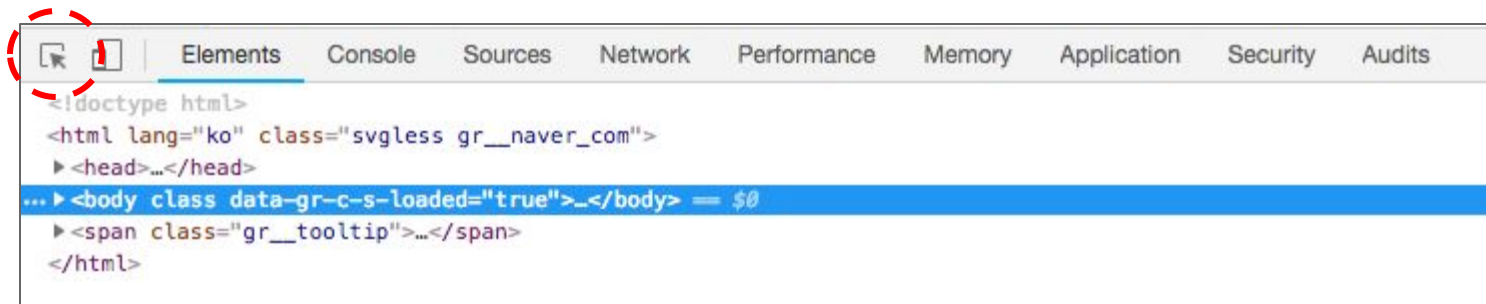 Elements Console Sources Network Performance Memory Application Security Audits
<!doctype html>
<html lang="ko" class="svgless gr__naver_com">
▶<head>…</head>
... ▶<body class data-gr-c-s-loaded="true">…</body> == $0
▶<span class="gr__tooltip">…</span>
</html>